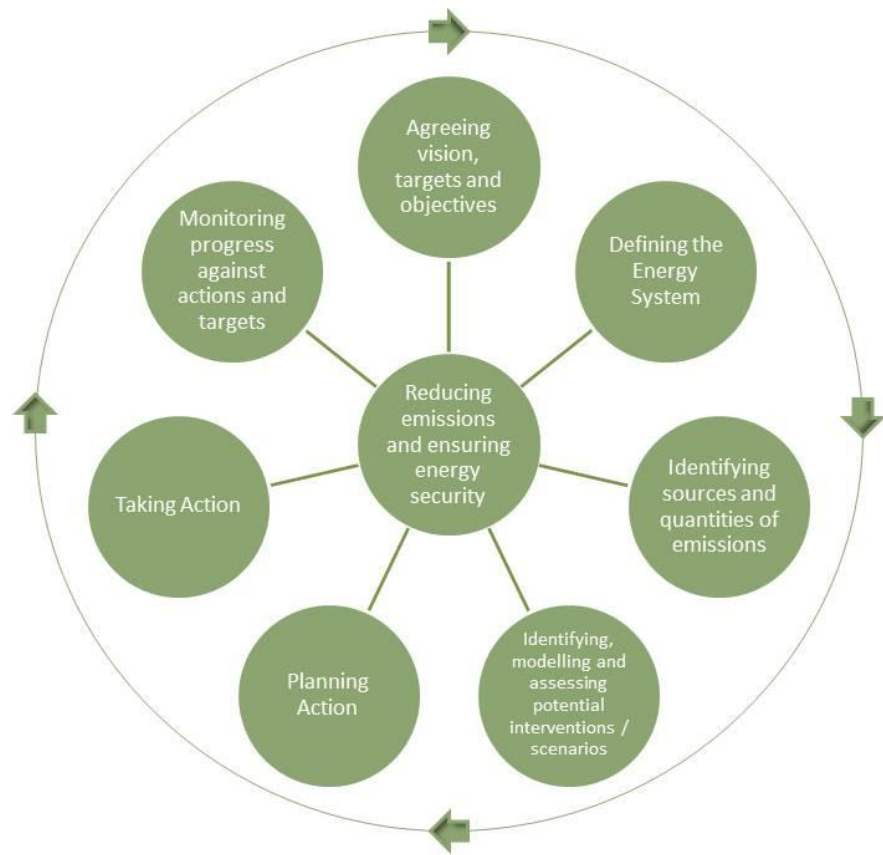 Agreeing
vision,
targets and
objectives
Defining the
Energy
System
Identifying
sources and
quantities of
emissions
Identifying,
modelling and
assessing
potential
interventions /
scenarios
Planning
Action
Taking Action
Monitoring
progress
against
actions and
targets
Reducing
emissions
and ensuring
energy
security